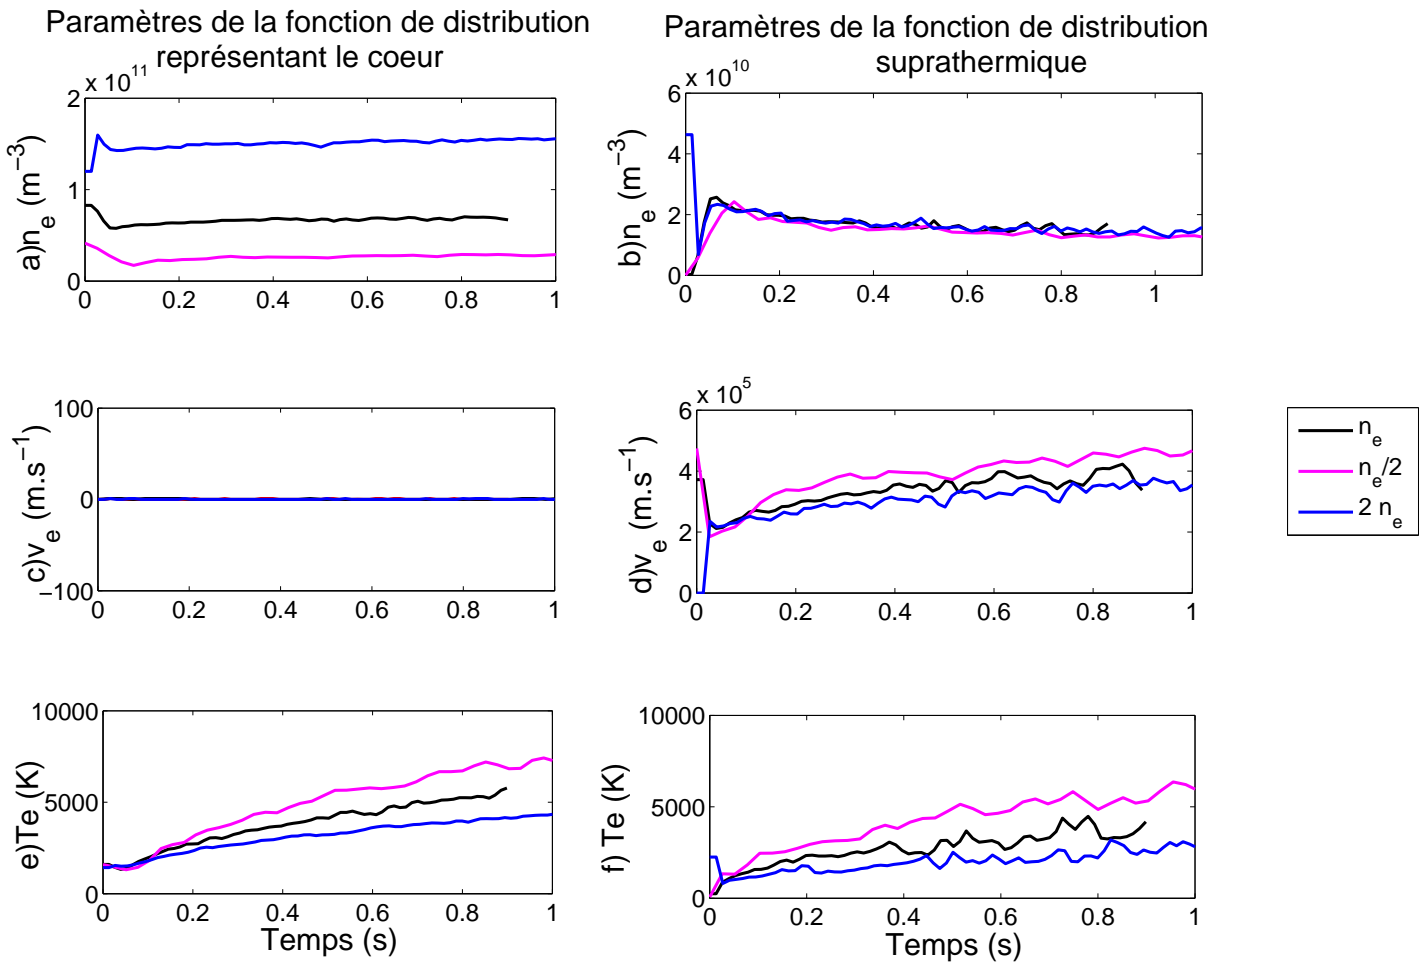 Paramètres de la fonction de distribution
représentant le coeur
Paramètres de la fonction de distribution
suprathermique
x 10^11
a)n_e (m^−3)
2
1
0
0 0.2 0.4 0.6 0.8 1
x 10^10
b)n_e (m^−3)
6
4
2
0
0 0.2 0.4 0.6 0.8 1
c)v_e (m.s^−1)
100
0
−100
0 0.2 0.4 0.6 0.8 1
x 10^5
d)v_e (m.s^−1)
6
4
2
0
0 0.2 0.4 0.6 0.8 1
n_e
n_e/2
2 n_e
e)Te (K)
10000
5000
0
0 0.2 0.4 0.6 0.8 1
Temps (s)
f) Te (K)
10000
5000
0
0 0.2 0.4 0.6 0.8 1
Temps (s)